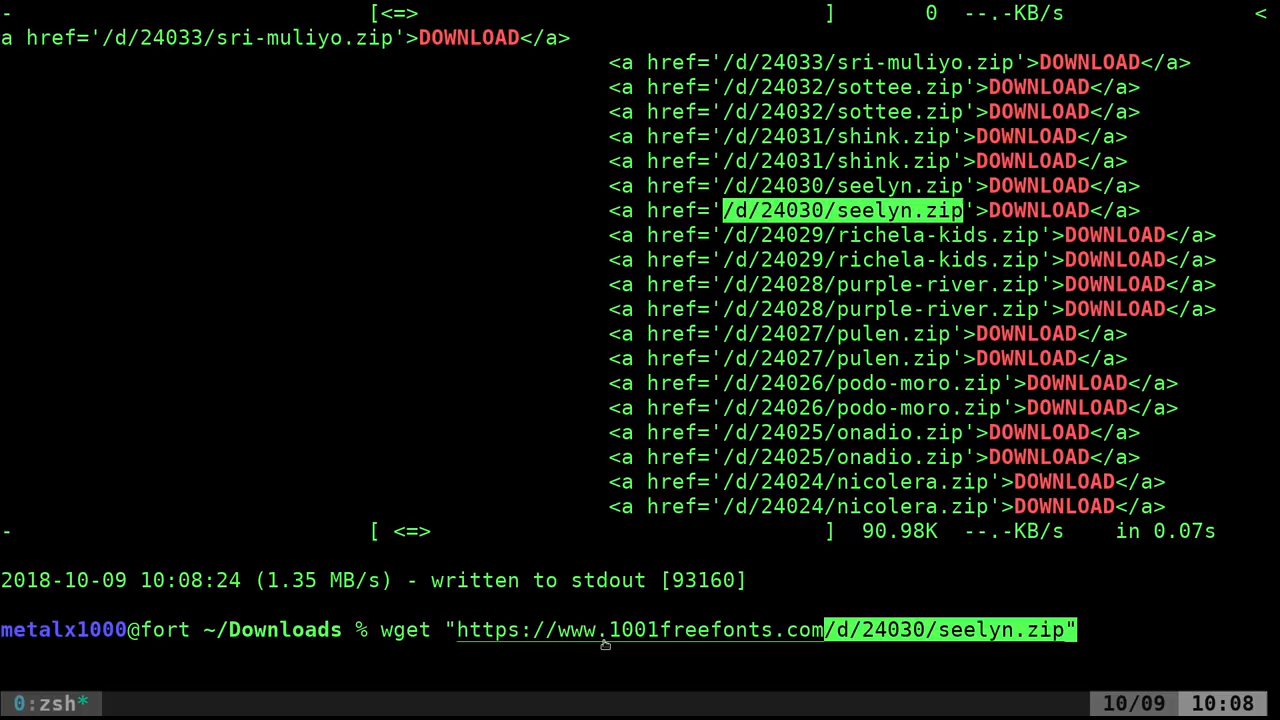 -                            [<=>                                ]       0  --.-KB/s               <
a href='/d/24033/sri-muliyo.zip'>DOWNLOAD</a>
<a href='/d/24033/sri-muliyo.zip'>DOWNLOAD</a>
<a href='/d/24032/sottee.zip'>DOWNLOAD</a>
<a href='/d/24032/sottee.zip'>DOWNLOAD</a>
<a href='/d/24031/shink.zip'>DOWNLOAD</a>
<a href='/d/24031/shink.zip'>DOWNLOAD</a>
<a href='/d/24030/seelyn.zip'>DOWNLOAD</a>
<a href='/d/24030/seelyn.zip'>DOWNLOAD</a>
<a href='/d/24029/richela-kids.zip'>DOWNLOAD</a>
<a href='/d/24029/richela-kids.zip'>DOWNLOAD</a>
<a href='/d/24028/purple-river.zip'>DOWNLOAD</a>
<a href='/d/24028/purple-river.zip'>DOWNLOAD</a>
<a href='/d/24027/pulen.zip'>DOWNLOAD</a>
<a href='/d/24027/pulen.zip'>DOWNLOAD</a>
<a href='/d/24026/podo-moro.zip'>DOWNLOAD</a>
<a href='/d/24026/podo-moro.zip'>DOWNLOAD</a>
<a href='/d/24025/onadio.zip'>DOWNLOAD</a>
<a href='/d/24025/onadio.zip'>DOWNLOAD</a>
<a href='/d/24024/nicolera.zip'>DOWNLOAD</a>
<a href='/d/24024/nicolera.zip'>DOWNLOAD</a>
-                            [ <=>                               ]  90.98K  --.-KB/s    in 0.07s
2018-10-09 10:08:24 (1.35 MB/s) - written to stdout [93160]
metalx1000@fort ~/Downloads % wget "https://www.1001freefonts.com/d/24030/seelyn.zip"
0:zsh* 10/09 10:08